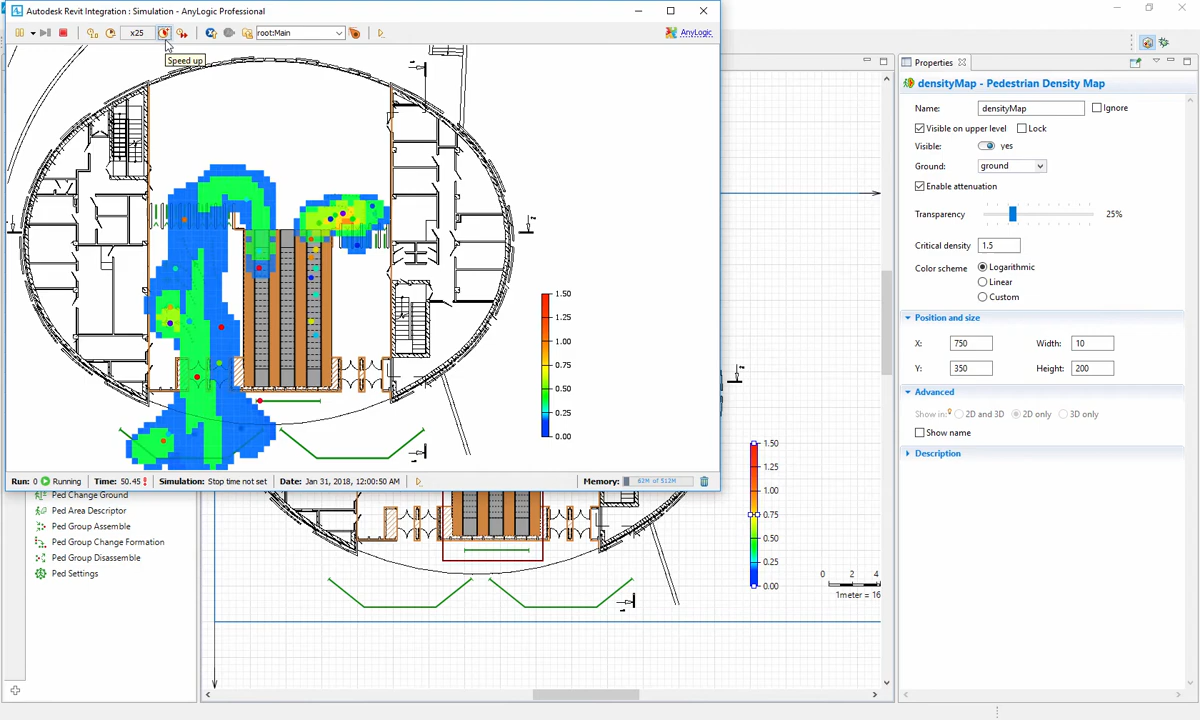 Autodesk Revit Integration : Simulation - AnyLogic Professional
x25
root:Main
AnyLogic
Speed up
1.50
1.25
1.00
0.75
0.50
0.25
0.00
Run: 0 Running
Time: 50.45
Simulation: Stop time not set
Date: Jan 31, 2018, 12:00:50 AM
Memory: 63M of 512M
Ped Change Ground
Ped Area Descriptor
Ped Group Assemble
Ped Group Change Formation
Ped Group Disassemble
Ped Settings
1.50
1.25
1.00
0.75
0.50
0.25
0.00
0 2 4
1meter = 16
Properties
densityMap - Pedestrian Density Map
Name: densityMap Ignore
Visible on upper level Lock
Visible: yes
Ground: ground
Enable attenuation
Transparency 25%
Critical density 1.5
Color scheme Logarithmic
Linear
Custom
Position and size
X: 750 Width: 10
Y: 350 Height: 200
Advanced
Show in: 2D and 3D 2D only 3D only
Show name
Description